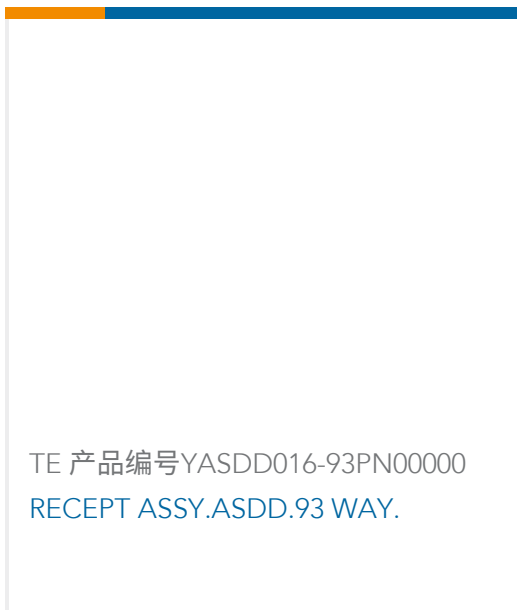 TE 产品编号YASDD016-93PN00000
RECEPT ASSY.ASDD.93 WAY.